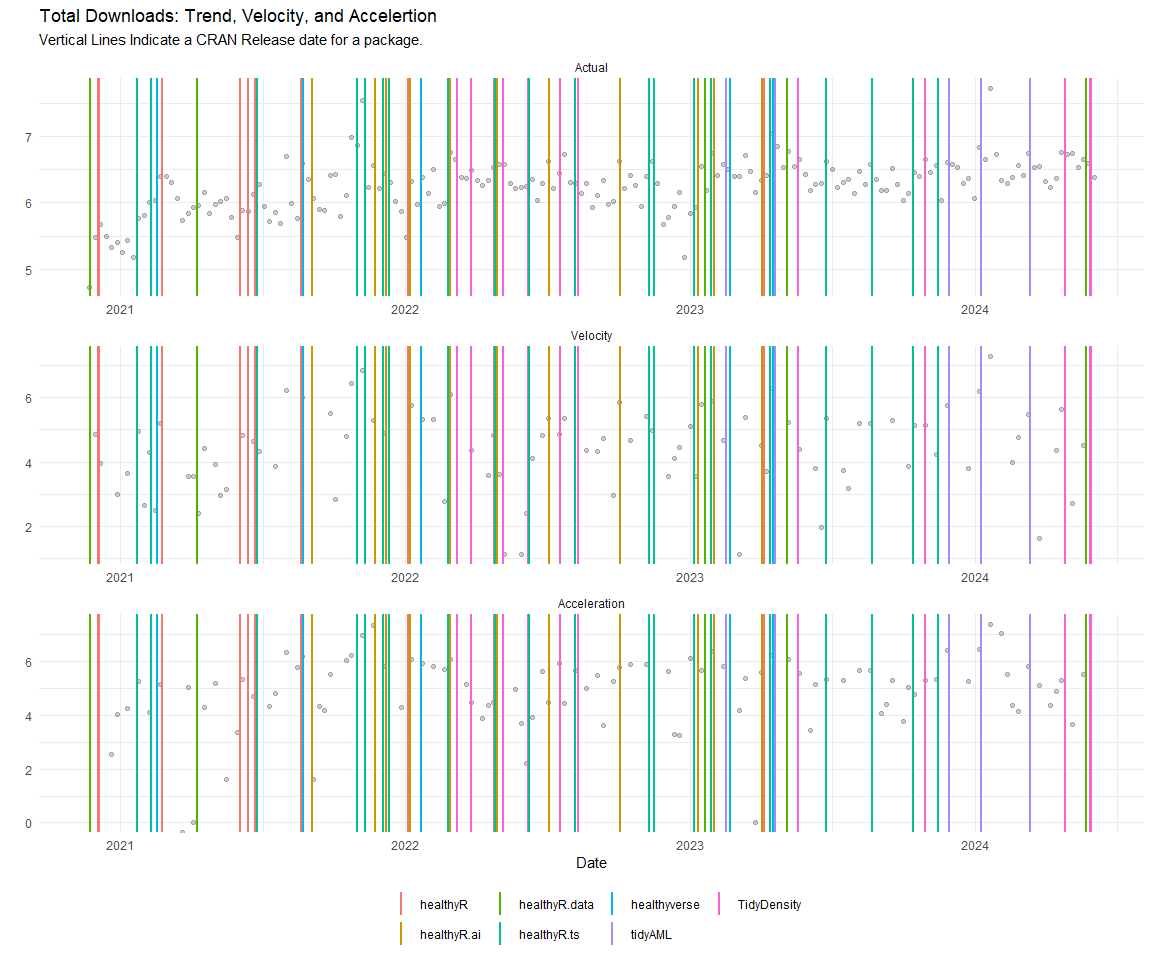 Total Downloads: Trend, Velocity, and Accelertion
Vertical Lines Indicate a CRAN Release date for a package.
Actual
7
6
5
2021 2022 2023 2024
Velocity
6
4
2
2021 2022 2023 2024
Acceleration
6
4
2
0
2021 2022 2023 2024
Date
healthyR healthyR.data healthyverse TidyDensity
healthyR.ai healthyR.ts tidyAML